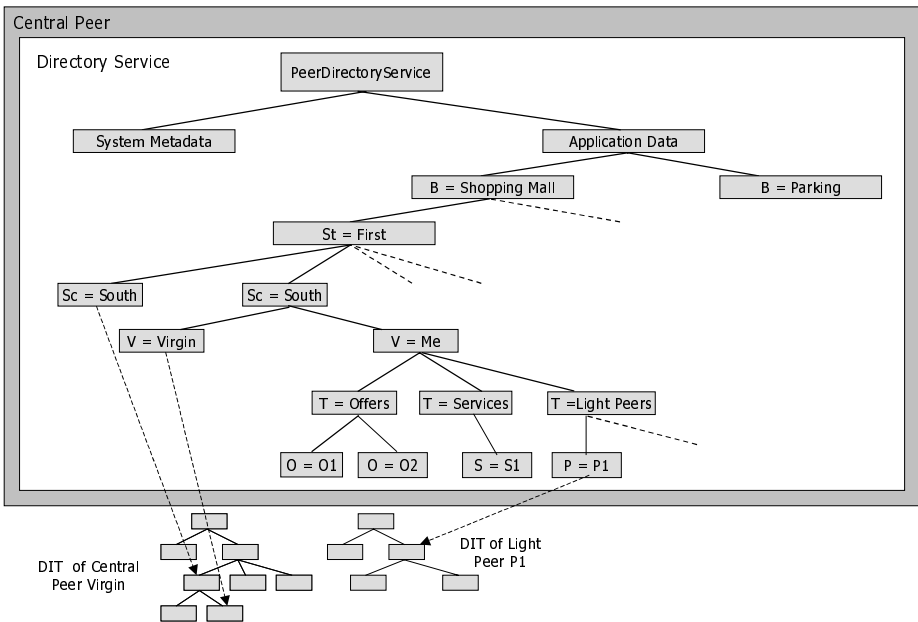 Central Peer
Directory Service
PeerDirectoryService
System Metadata
Application Data
B = Shopping Mall
B = Parking
St = First
Sc = South
Sc = South
V = Virgin
V = Me
T = Offers
T = Services
T =Light Peers
O = O1
O = O2
S = S1
P = P1
DIT of Central
Peer Virgin
DIT of Light
Peer P1